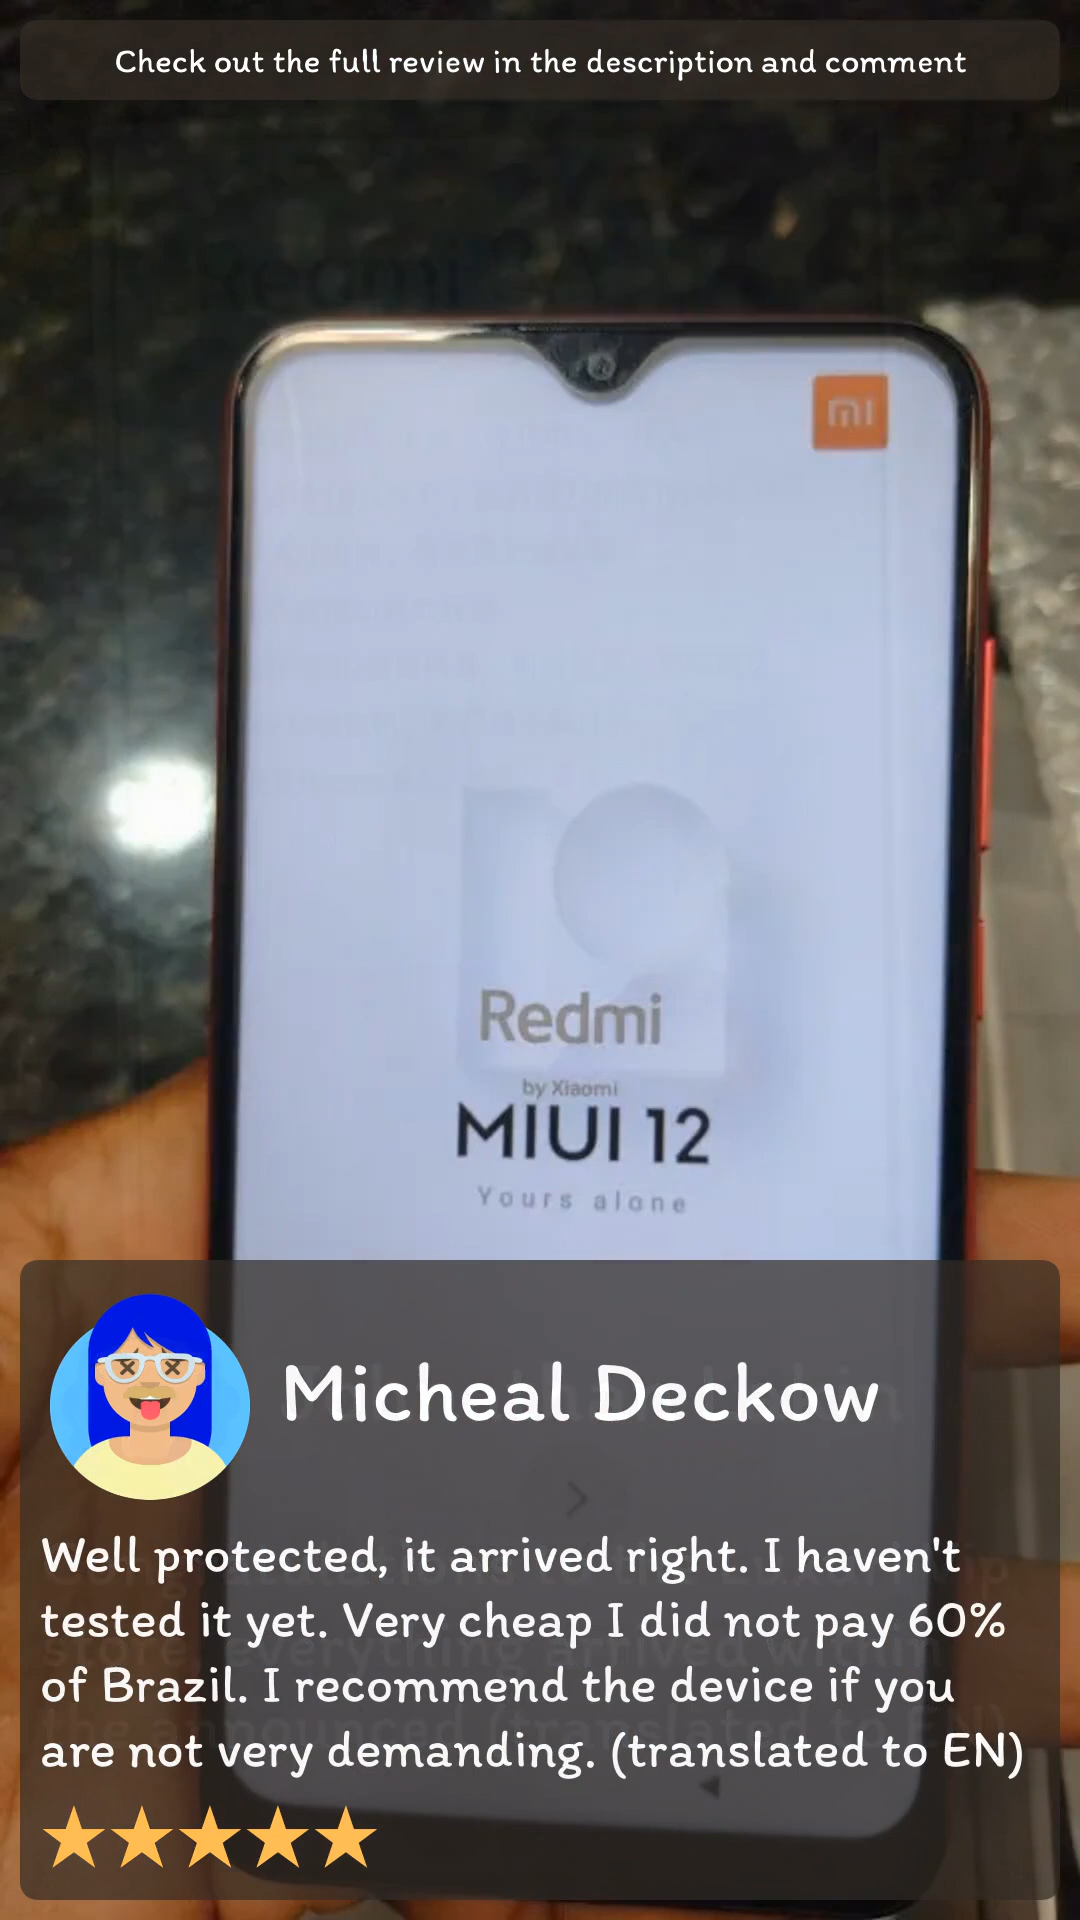 Check out the full review in the description and comment
mi
Redmi
by Xiaomi
MIUI 12
Yours alone
Micheal Deckow
Well protected, it arrived right. I haven't
tested it yet. Very cheap I did not pay 60%
of Brazil. I recommend the device if you
are not very demanding. (translated to EN)